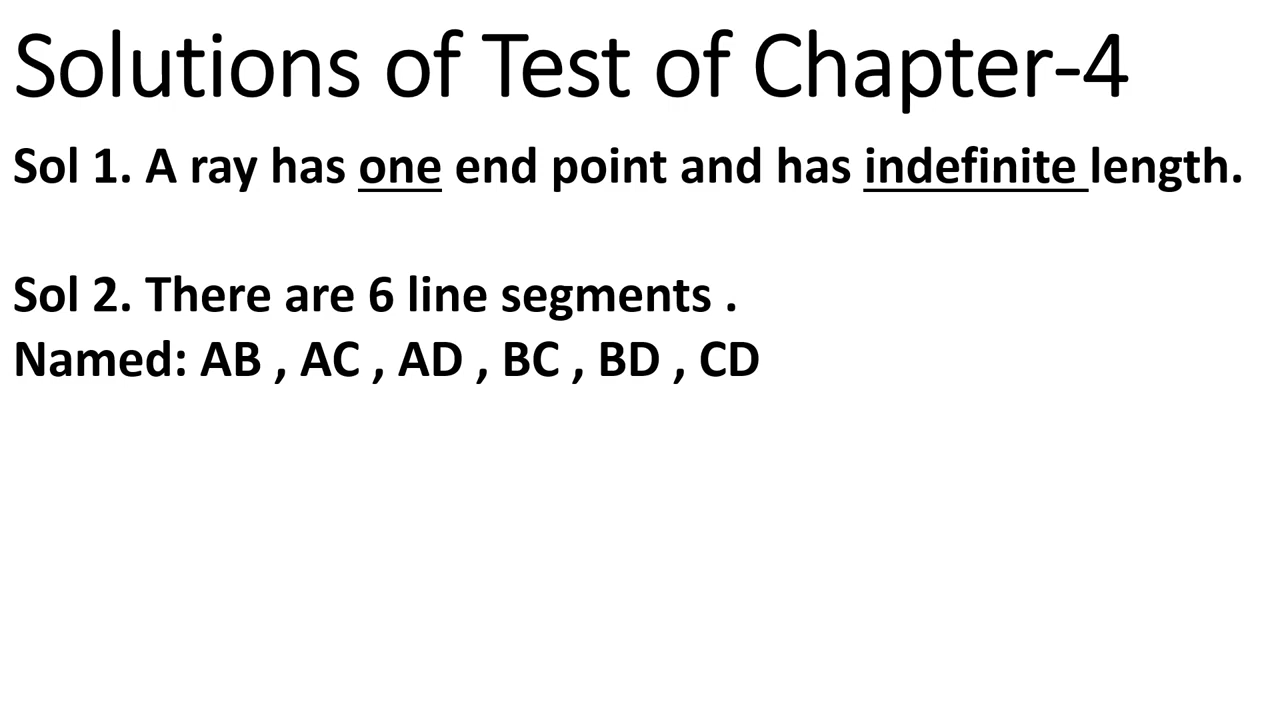 Solutions of Test of Chapter-4
Sol 1. A ray has one end point and has indefinite length.
Sol 2. There are 6 line segments .
Named: AB , AC , AD , BC , BD , CD